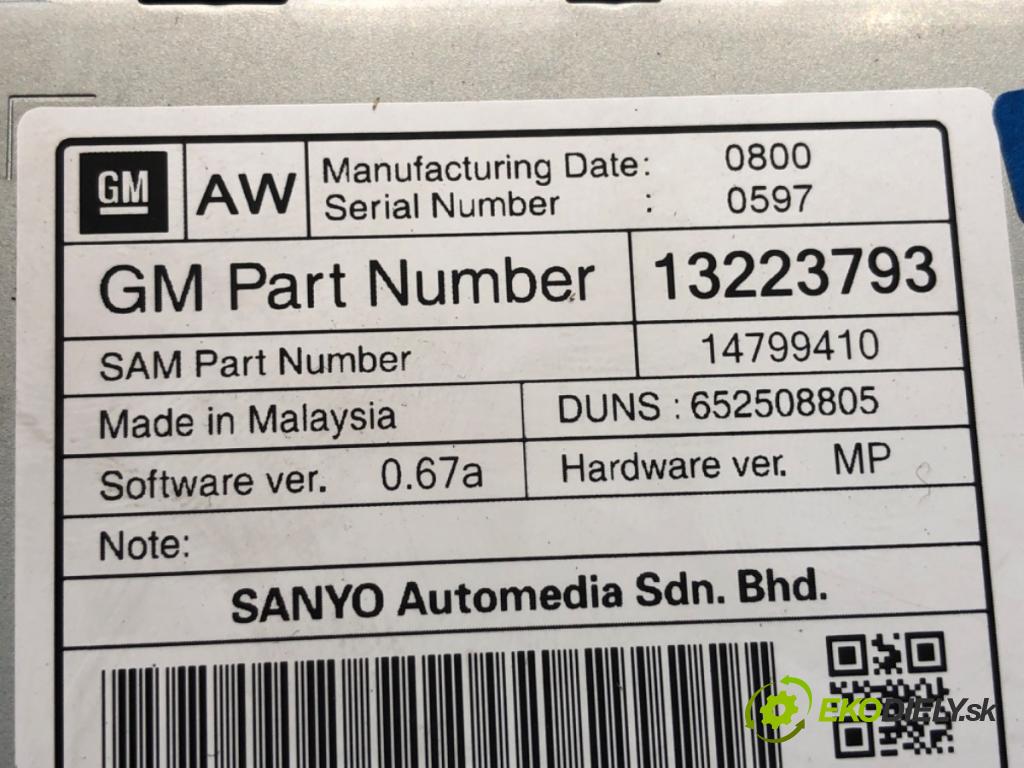 GM
AW
Manufacturing Date: 0800
Serial Number : 0597
GM Part Number 13223793
SAM Part Number 14799410
Made in Malaysia DUNS : 652508805
Software ver. 0.67a Hardware ver. MP
Note:
SANYO Automedia Sdn. Bhd.
EKODIELY.sk